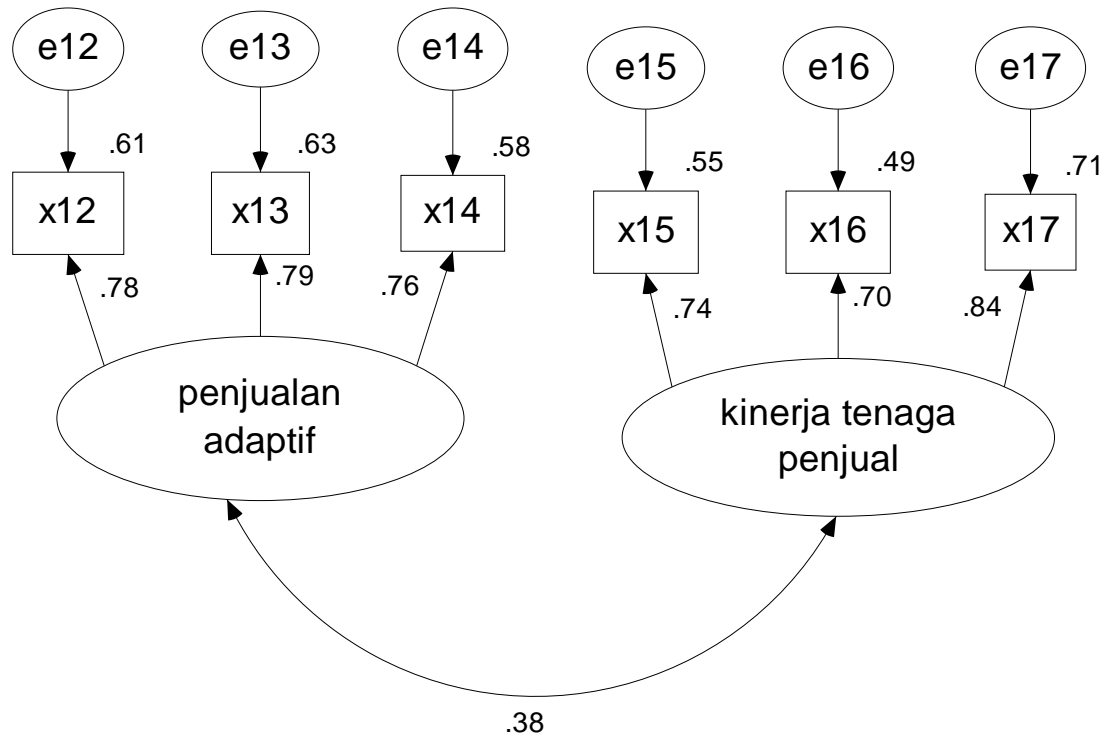 e12
e13
e14
e15
e16
e17
.61
.63
.58
.55
.49
.71
x12
x13
x14
x15
x16
x17
.78
.79
.76
.74
.70
.84
penjualan
adaptif
kinerja tenaga
penjual
.38